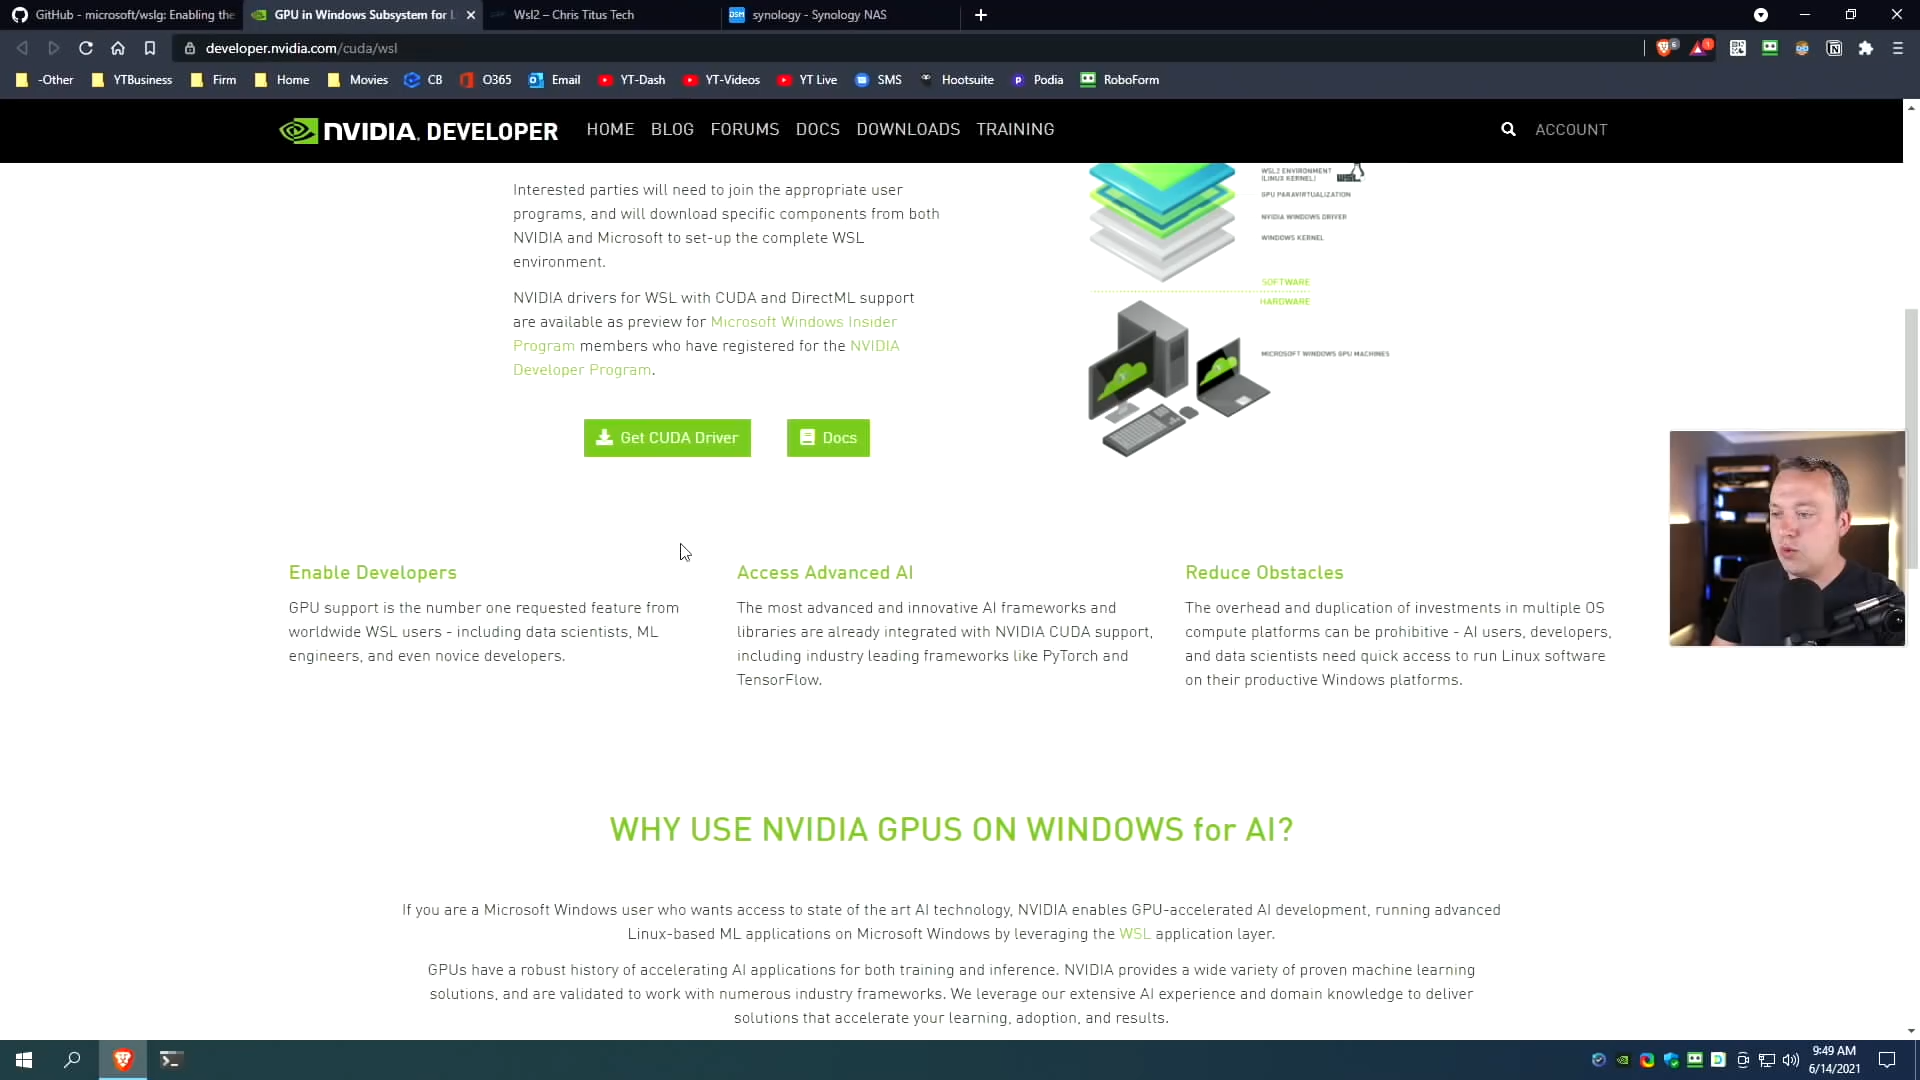 GitHub - microsoft/wslg: Enabling the
GPU in Windows Subsystem for L
Wsl2 – Chris Titus Tech
DSM
synology - Synology NAS
developer.nvidia.com/cuda/wsl
6
1
-Other
YTBusiness
Firm
Home
Movies
CB
O365
Email
YT-Dash
YT-Videos
YT Live
SMS
Hootsuite
Podia
RoboForm
NVIDIA. DEVELOPER
HOME
BLOG
FORUMS
DOCS
DOWNLOADS
TRAINING
ACCOUNT
Interested parties will need to join the appropriate user
programs, and will download specific components from both
NVIDIA and Microsoft to set-up the complete WSL
environment.
NVIDIA drivers for WSL with CUDA and DirectML support
are available as preview for Microsoft Windows Insider
Program members who have registered for the NVIDIA
Developer Program.
Get CUDA Driver
Docs
WSL2 ENVIRONMENT
(LINUX KERNEL)
WSL
GPU PARAVIRTUALIZATION
NVIDIA WINDOWS DRIVER
WINDOWS KERNEL
SOFTWARE
HARDWARE
MICROSOFT WINDOWS GPU MACHINES
Enable Developers
GPU support is the number one requested feature from
worldwide WSL users - including data scientists, ML
engineers, and even novice developers.
Access Advanced AI
The most advanced and innovative AI frameworks and
libraries are already integrated with NVIDIA CUDA support,
including industry leading frameworks like PyTorch and
TensorFlow.
Reduce Obstacles
The overhead and duplication of investments in multiple OS
compute platforms can be prohibitive - AI users, developers,
and data scientists need quick access to run Linux software
on their productive Windows platforms.
WHY USE NVIDIA GPUS ON WINDOWS for AI?
If you are a Microsoft Windows user who wants access to state of the art AI technology, NVIDIA enables GPU-accelerated AI development, running advanced
Linux-based ML applications on Microsoft Windows by leveraging the WSL application layer.
GPUs have a robust history of accelerating AI applications for both training and inference. NVIDIA provides a wide variety of proven machine learning
solutions, and are validated to work with numerous industry frameworks. We leverage our extensive AI experience and domain knowledge to deliver
solutions that accelerate your learning, adoption, and results.
9:49 AM
6/14/2021